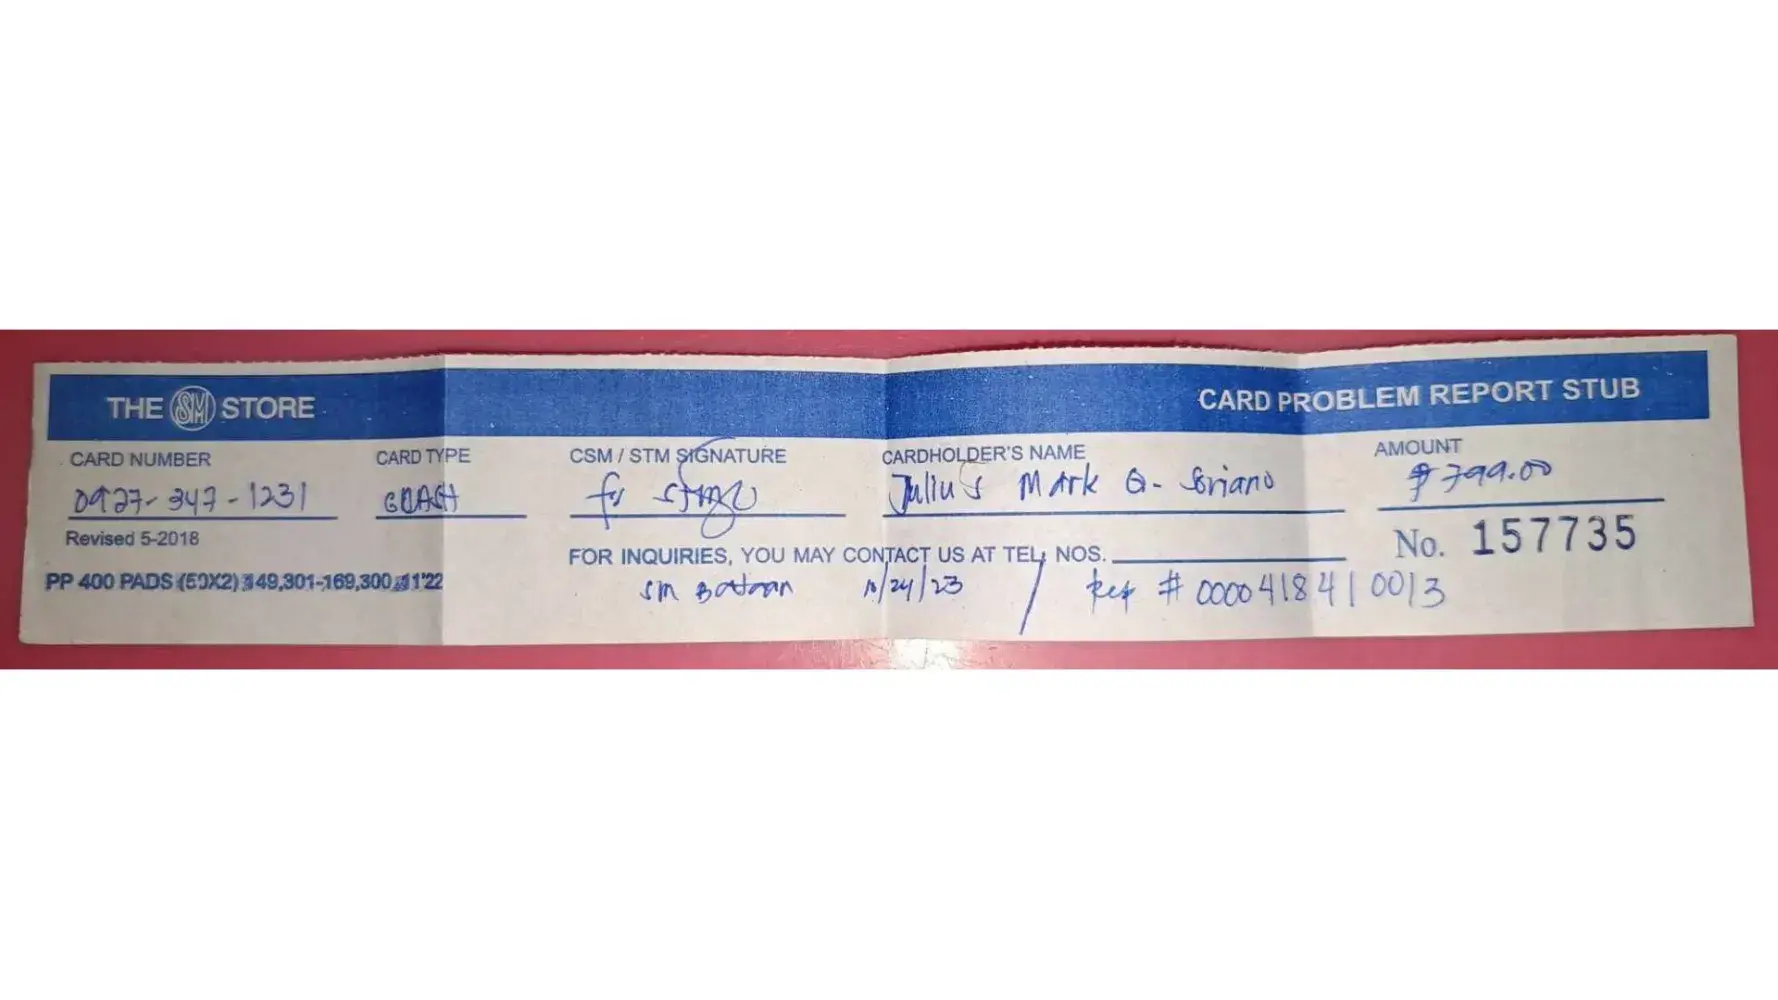 THE SM STORE
CARD PROBLEM REPORT STUB
CARD NUMBER CARD TYPE CSM / STM SIGNATURE CARDHOLDER'S NAME AMOUNT
0927-347-1231 GCASH Julius Mark Q. Soriano ₱799.00
Revised 5-2018
FOR INQUIRIES, YOU MAY CONTACT US AT TEL. NOS.
No. 157735
PP 400 PADS (50X2) 149,301-169,300 11'22
SM Bataan 10/24/23 / Ref # 0000418410013